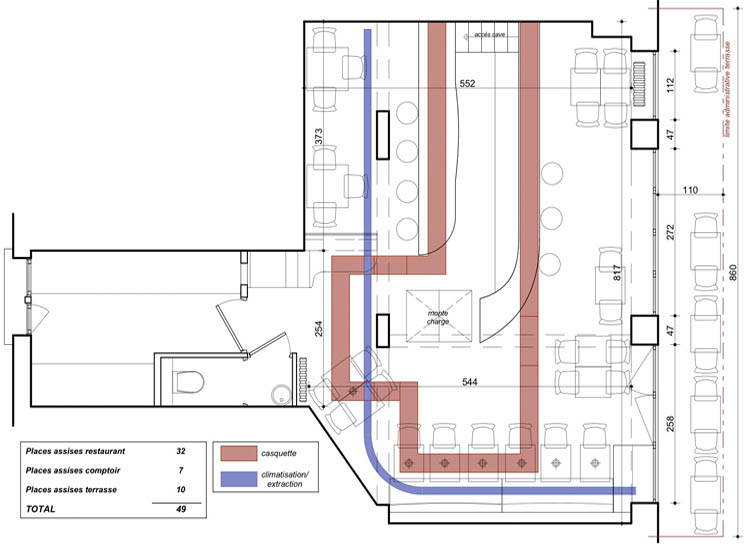 accès cave
552
112
limite administrative terrasse
373
47
110
272
817
860
monte
charge
254
47
544
258
Places assises restaurant 32
Places assises comptoir 7
Places assises terrasse 10
TOTAL 49
casquette
climatisation/
extraction